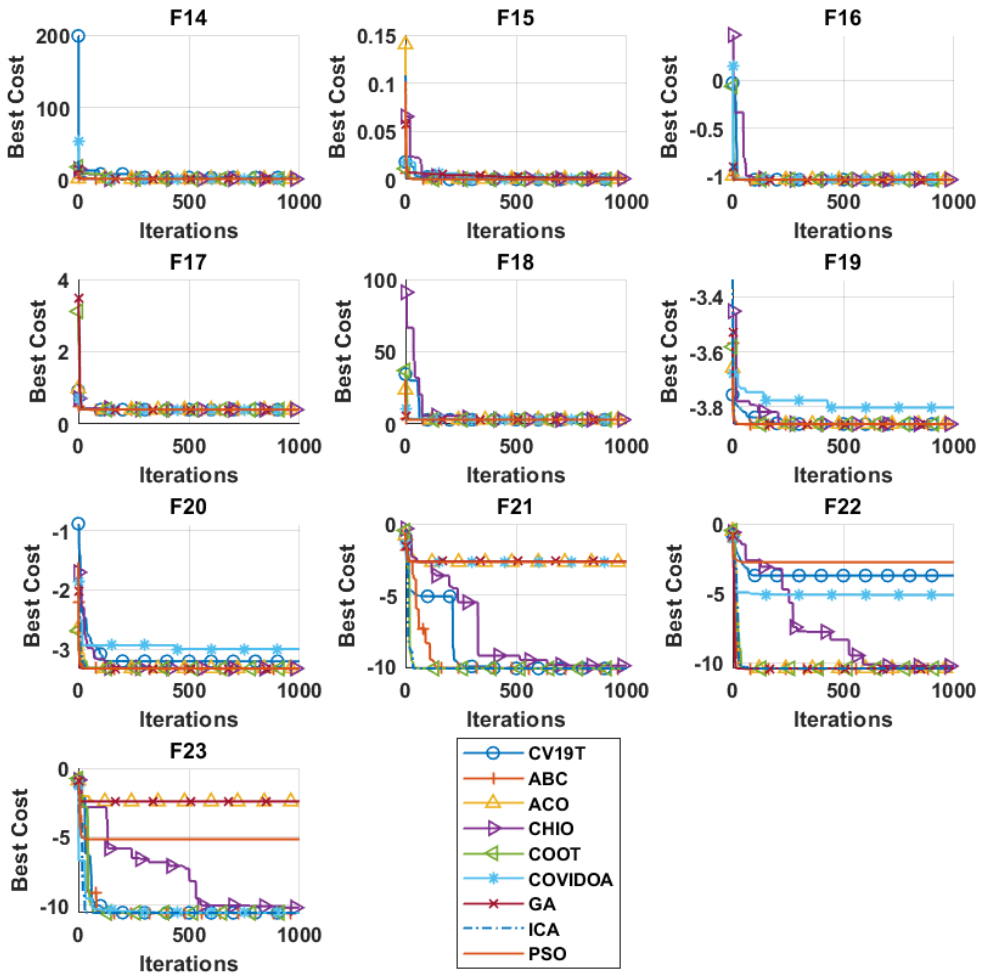 F14
F15
F16
200
100
0
Best Cost
0
500
1000
Iterations
0.15
0.1
0.05
0
Best Cost
0
500
1000
Iterations
0
-0.5
-1
Best Cost
0
500
1000
Iterations
F17
F18
F19
4
2
0
Best Cost
0
500
1000
Iterations
100
50
0
Best Cost
0
500
1000
Iterations
-3.4
-3.6
-3.8
Best Cost
0
500
1000
Iterations
F20
F21
F22
-1
-2
-3
Best Cost
0
500
1000
Iterations
0
-5
-10
Best Cost
0
500
1000
Iterations
0
-5
-10
Best Cost
0
500
1000
Iterations
F23
0
-5
-10
Best Cost
0
500
1000
Iterations
CV19T
ABC
ACO
CHIO
COOT
COVIDOA
GA
ICA
PSO